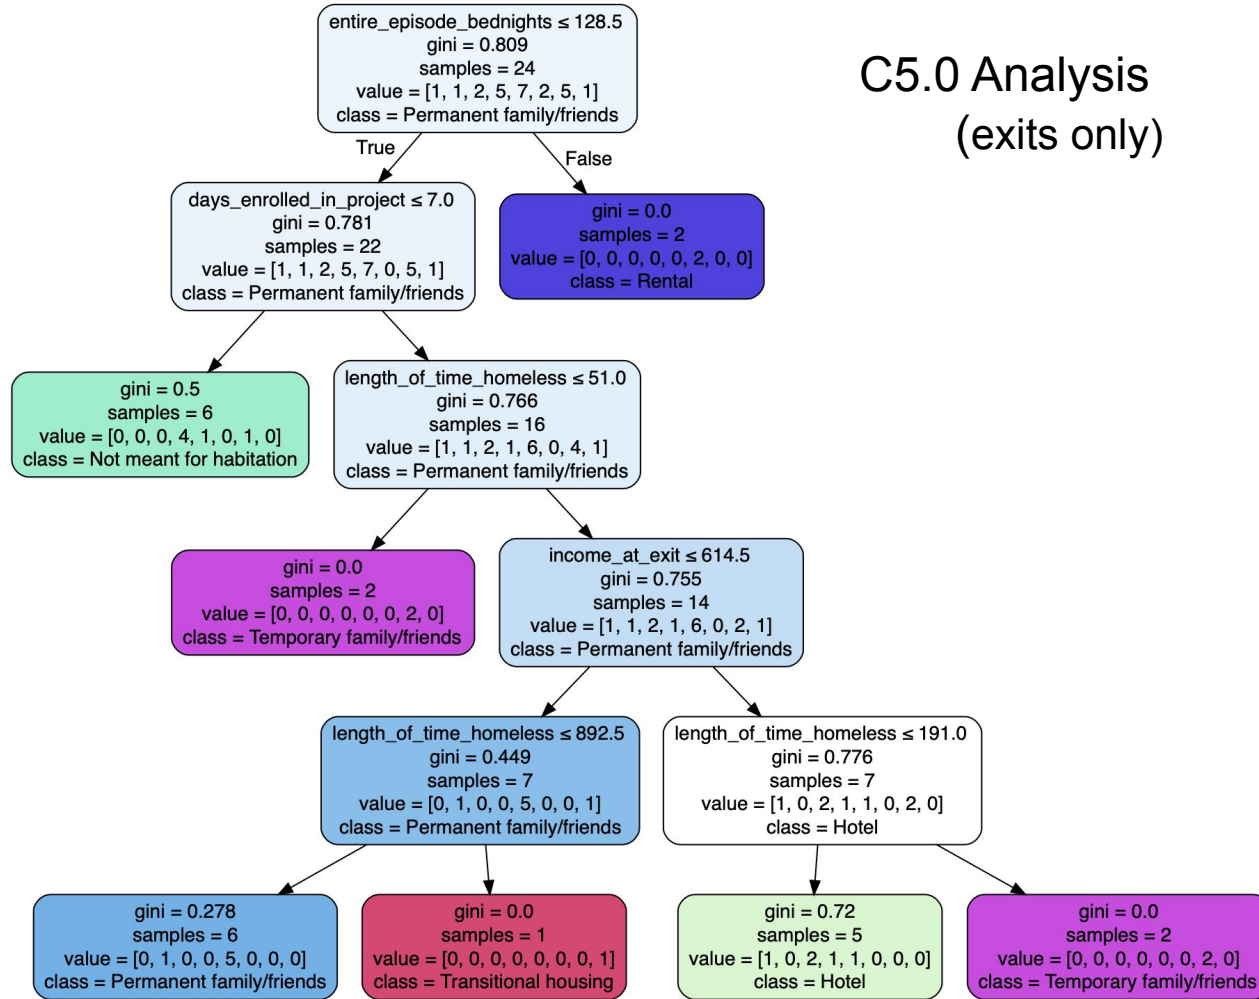 entire_episode_bednights ≤ 128.5
gini = 0.809
samples = 24
value = [1, 1, 2, 5, 7, 2, 5, 1]
class = Permanent family/friends
C5.0 Analysis
(exits only)
True
False
days_enrolled_in_project ≤ 7.0
gini = 0.781
samples = 22
value = [1, 1, 2, 5, 7, 0, 5, 1]
class = Permanent family/friends
gini = 0.0
samples = 2
value = [0, 0, 0, 0, 0, 2, 0, 0]
class = Rental
gini = 0.5
samples = 6
value = [0, 0, 0, 4, 1, 0, 1, 0]
class = Not meant for habitation
length_of_time_homeless ≤ 51.0
gini = 0.766
samples = 16
value = [1, 1, 2, 1, 6, 0, 4, 1]
class = Permanent family/friends
gini = 0.0
samples = 2
value = [0, 0, 0, 0, 0, 0, 2, 0]
class = Temporary family/friends
income_at_exit ≤ 614.5
gini = 0.755
samples = 14
value = [1, 1, 2, 1, 6, 0, 2, 1]
class = Permanent family/friends
length_of_time_homeless ≤ 892.5
gini = 0.449
samples = 7
value = [0, 1, 0, 0, 5, 0, 0, 1]
class = Permanent family/friends
length_of_time_homeless ≤ 191.0
gini = 0.776
samples = 7
value = [1, 0, 2, 1, 1, 0, 2, 0]
class = Hotel
gini = 0.278
samples = 6
value = [0, 1, 0, 0, 5, 0, 0, 0]
class = Permanent family/friends
gini = 0.0
samples = 1
value = [0, 0, 0, 0, 0, 0, 0, 1]
class = Transitional housing
gini = 0.72
samples = 5
value = [1, 0, 2, 1, 1, 0, 0, 0]
class = Hotel
gini = 0.0
samples = 2
value = [0, 0, 0, 0, 0, 0, 2, 0]
class = Temporary family/friends